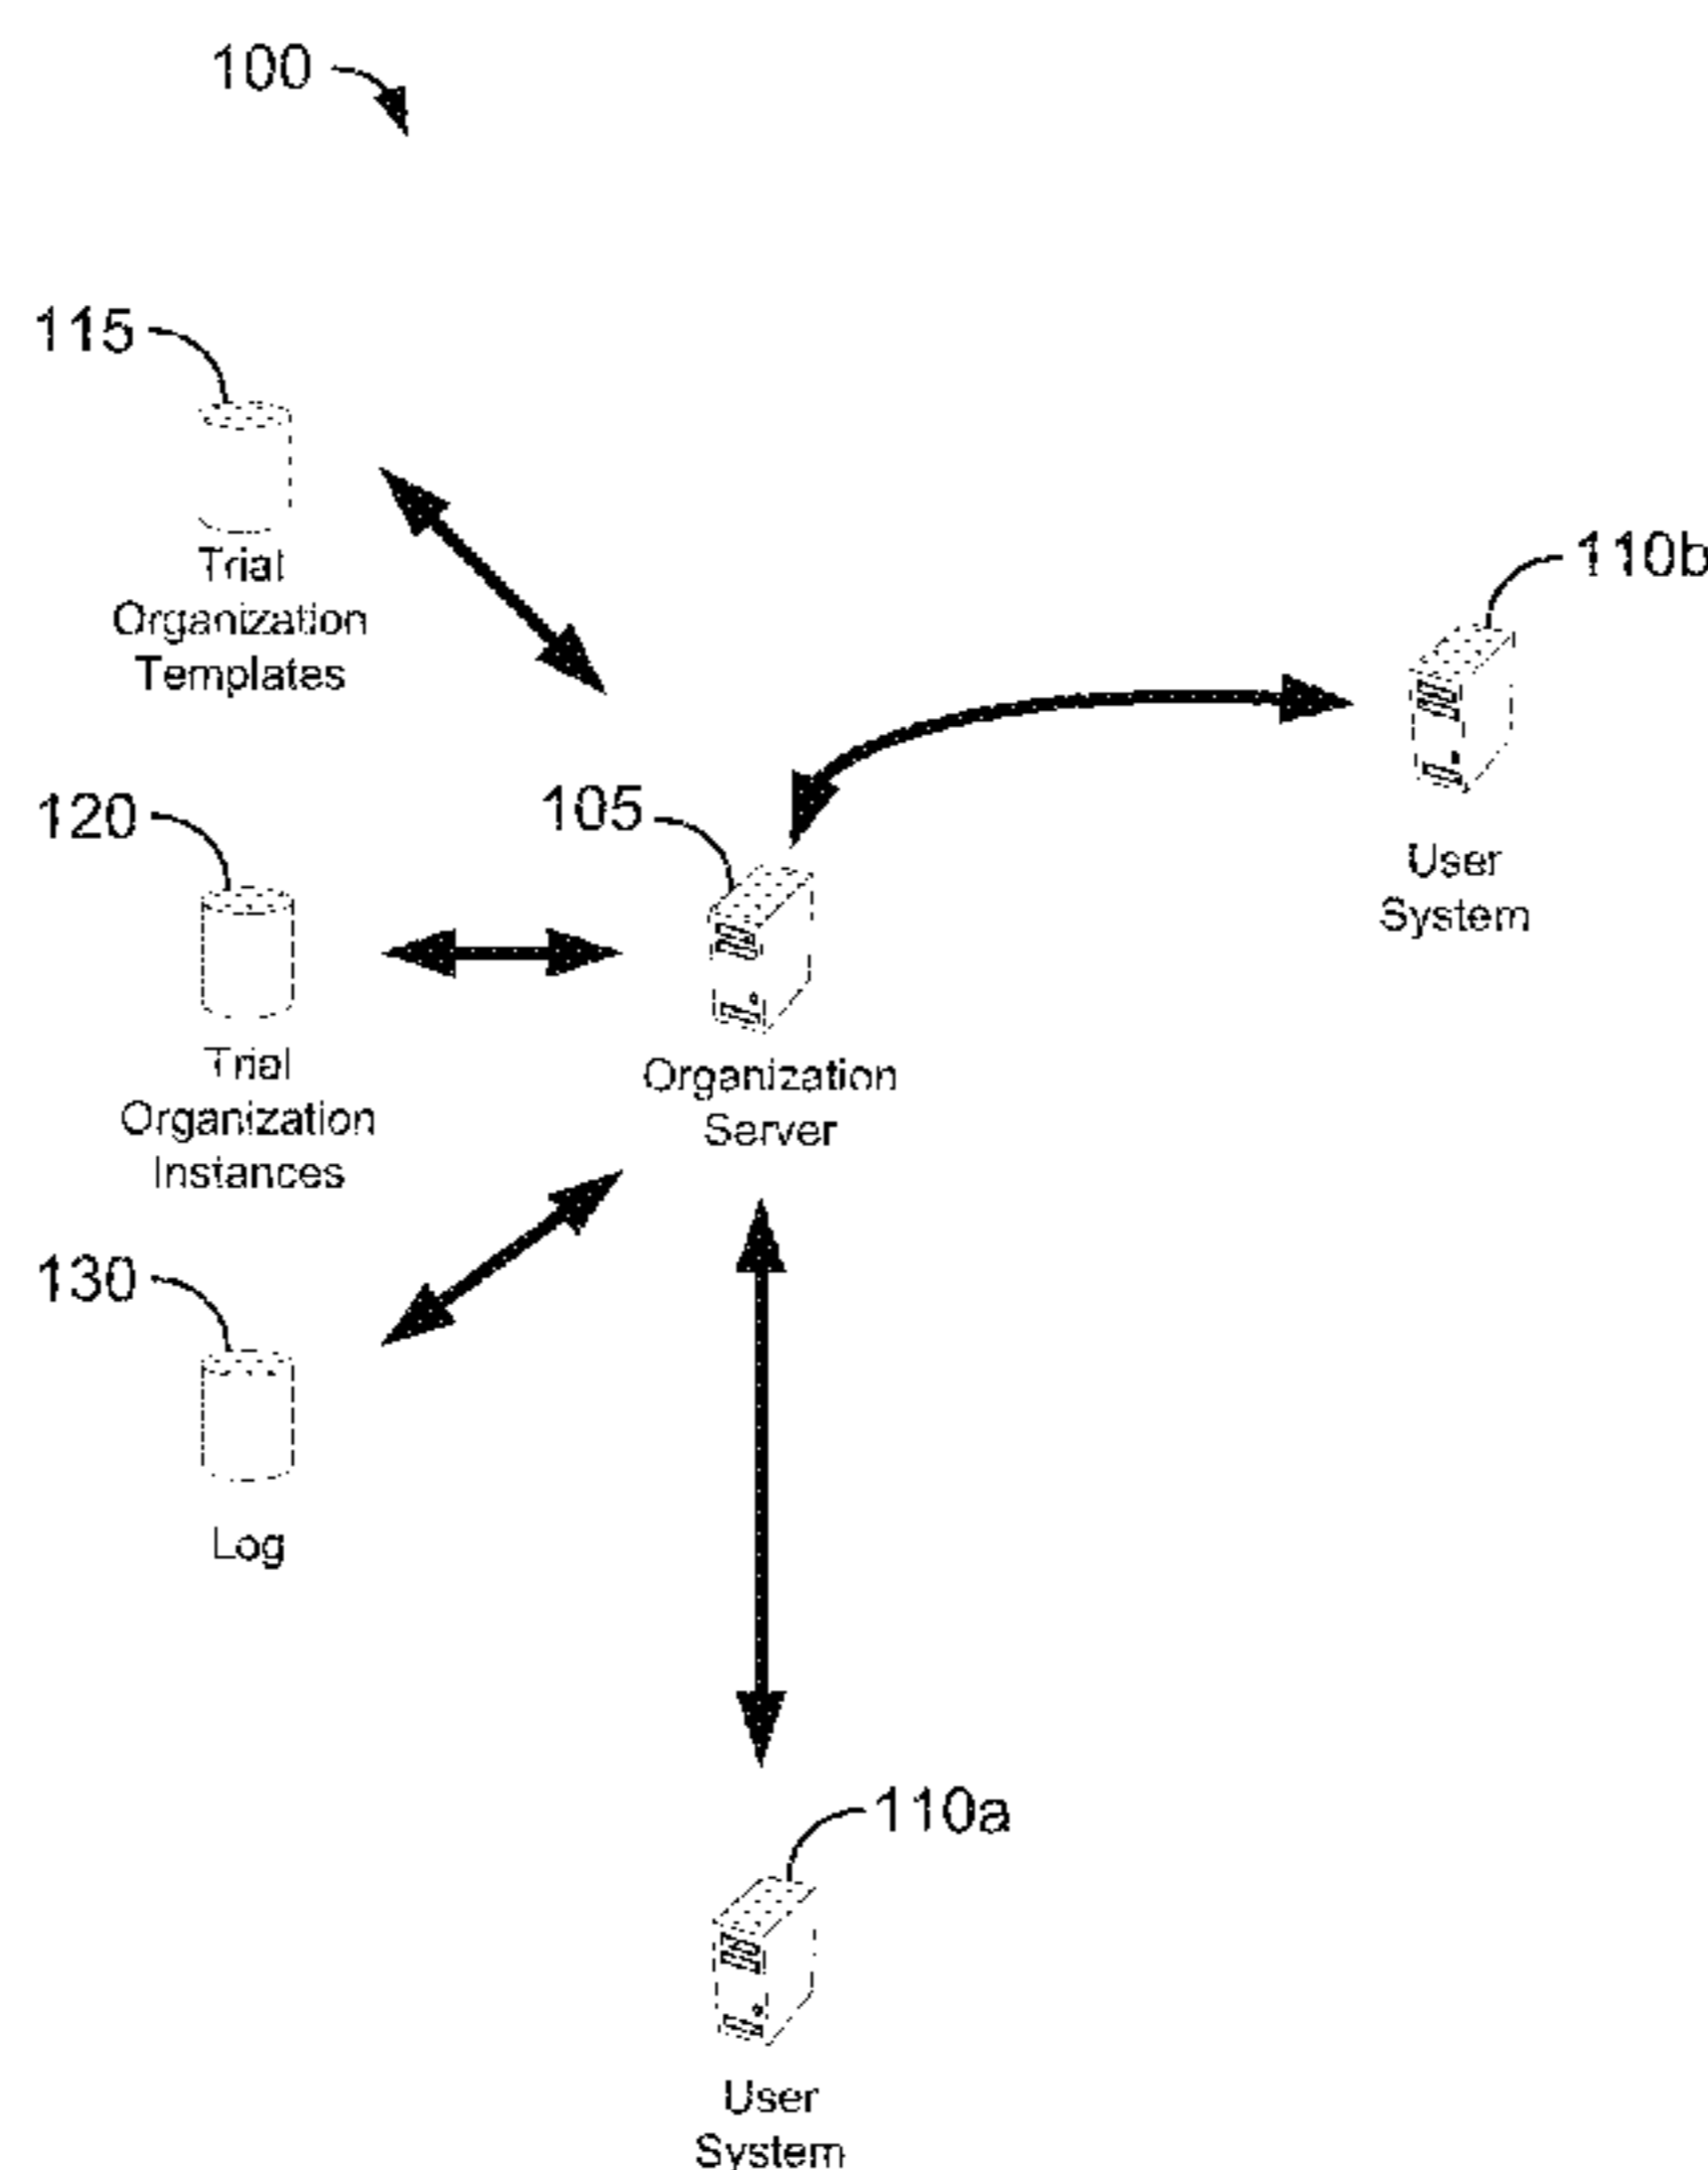 100
115
Trial
Organization
Templates
110b
User
System
120
Trial
Organization
Instances
105
Organization
Server
130
Log
110a
User
System